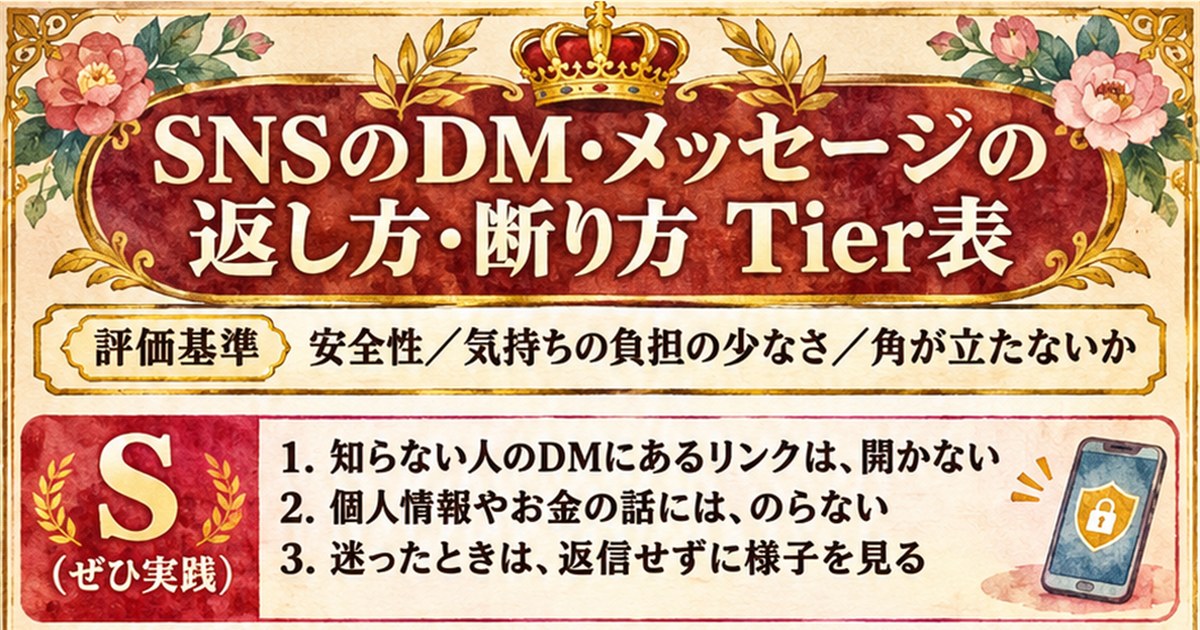 SNSのDM・メッセージの
返し方・断り方 Tier表
評価基準 安全性／気持ちの負担の少なさ／角が立たないか
S
(ぜひ実践)
1. 知らない人のDMにあるリンクは、開かない
2. 個人情報やお金の話には、のらない
3. 迷ったときは、返信せずに様子を見る